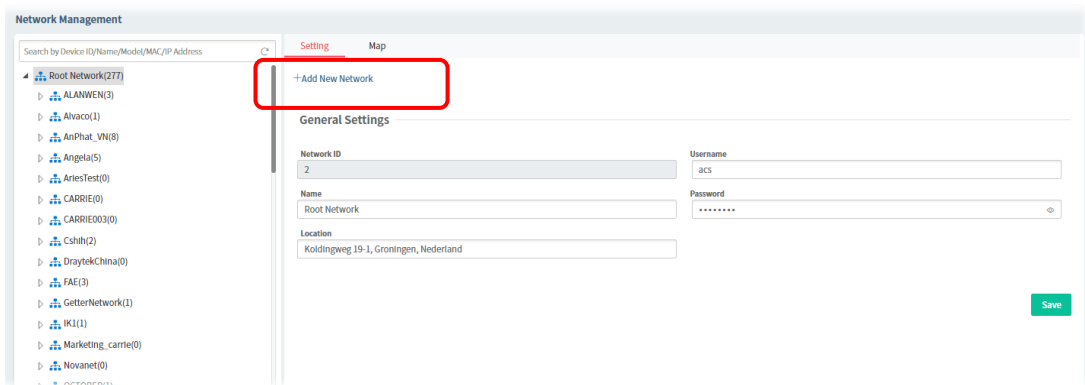 Network Management
Search by Device ID/Name/Model/MAC/IP Address
Root Network(277)
ALANWEN(3)
Alvaco(1)
AnPhat_VN(8)
Angela(5)
AriesTest(0)
CARRIE(0)
CARRIE003(0)
Cshih(2)
DraytekChina(0)
FAE(3)
GetterNetwork(1)
IK1(1)
Marketing_carrie(0)
Novanet(0)
OCTOBER(1)
Setting Map
+Add New Network
General Settings
Network ID
2
Username
acs
Name
Root Network
Password
••••••••
Location
Koldingweg 19-1, Groningen, Nederland
Save